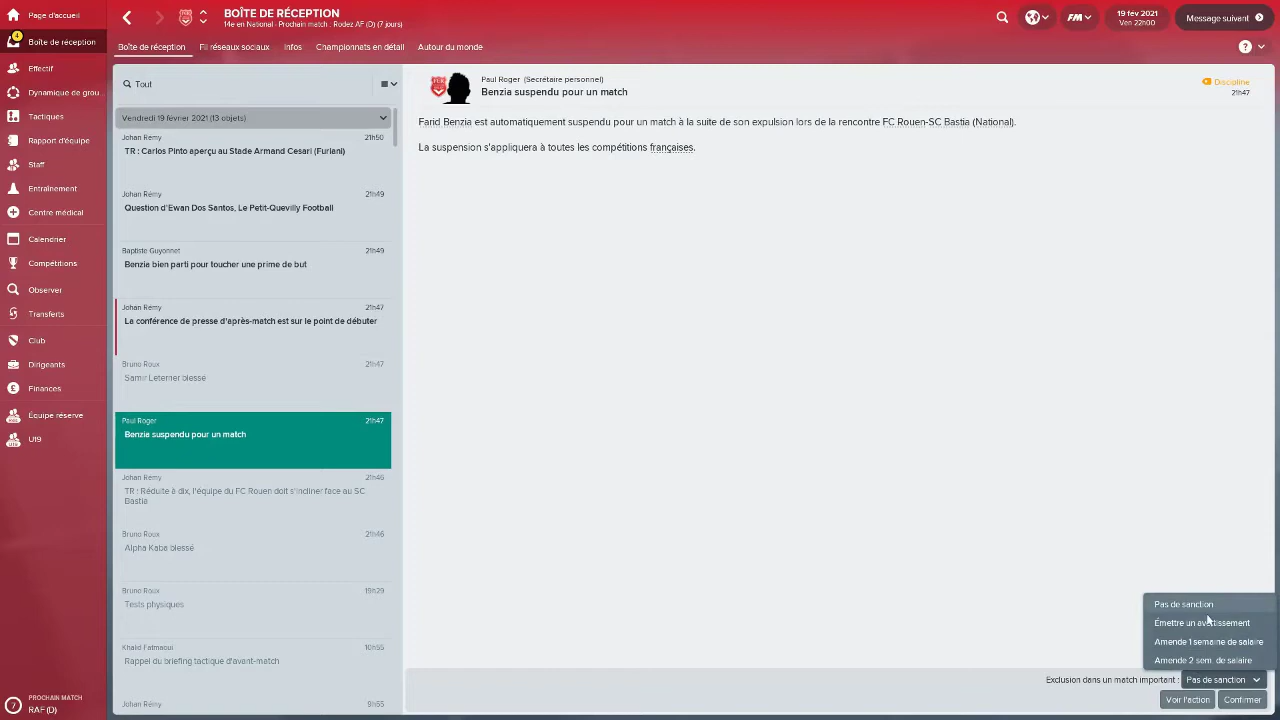 Page d'accueil
4
Boîte de réception
Effectif
Dynamique de grou...
Tactiques
Rapport d'équipe
Staff
Entraînement
Centre médical
Calendrier
Compétitions
Observer
Transferts
Club
Dirigeants
Finances
Équipe réserve
U19
7
PROCHAIN MATCH
RAF (D)
BOÎTE DE RÉCEPTION
14e en National - Prochain match : Rodez AF (D) (7 jours)
FM
19 fév 2021
Ven 22h00
Message suivant
Boîte de réception
Fil réseaux sociaux
Infos
Championnats en détail
Autour du monde
?
Tout
Vendredi 19 février 2021 (13 objets)
Johan Rémy 21h50
TR : Carlos Pinto aperçu au Stade Armand Cesari (Furiani)
Johan Rémy 21h49
Question d'Ewan Dos Santos, Le Petit-Quevilly Football
Baptiste Guyonnet 21h49
Benzia bien parti pour toucher une prime de but
Johan Rémy 21h47
La conférence de presse d'après-match est sur le point de débuter
Bruno Roux 21h47
Samir Leterrier blessé
Paul Roger 21h47
Benzia suspendu pour un match
Johan Rémy 21h46
TR : Réduite à dix, l'équipe du FC Rouen doit s'incliner face au SC
Bastia
Bruno Roux 21h46
Alpha Kaba blessé
Bruno Roux 19h29
Tests physiques
Khalid Fatmaoui 10h55
Rappel du briefing tactique d'avant-match
Johan Rémy 9h55
Paul Roger (Secrétaire personnel)
Benzia suspendu pour un match
Discipline
21h47
Farid Benzia est automatiquement suspendu pour un match à la suite de son expulsion lors de la rencontre FC Rouen-SC Bastia (National).
La suspension s'appliquera à toutes les compétitions françaises.
Pas de sanction
Émettre un avertissement
Amende 1 semaine de salaire
Amende 2 sem. de salaire
Exclusion dans un match important : Pas de sanction
Voir l'action
Confirmer